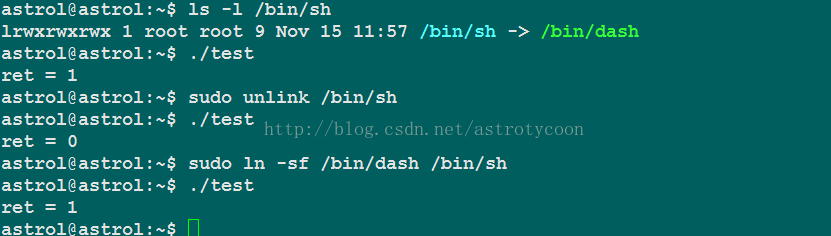 astrol@astrol:~$ ls -l /bin/sh
lrwxrwxrwx 1 root root 9 Nov 15 11:57 /bin/sh -> /bin/dash
astrol@astrol:~$ ./test
ret = 1
astrol@astrol:~$ sudo unlink /bin/sh
astrol@astrol:~$ ./test
http://blog.csdn.net/astrotycoon
ret = 0
astrol@astrol:~$ sudo ln -sf /bin/dash /bin/sh
astrol@astrol:~$ ./test
ret = 1
astrol@astrol:~$